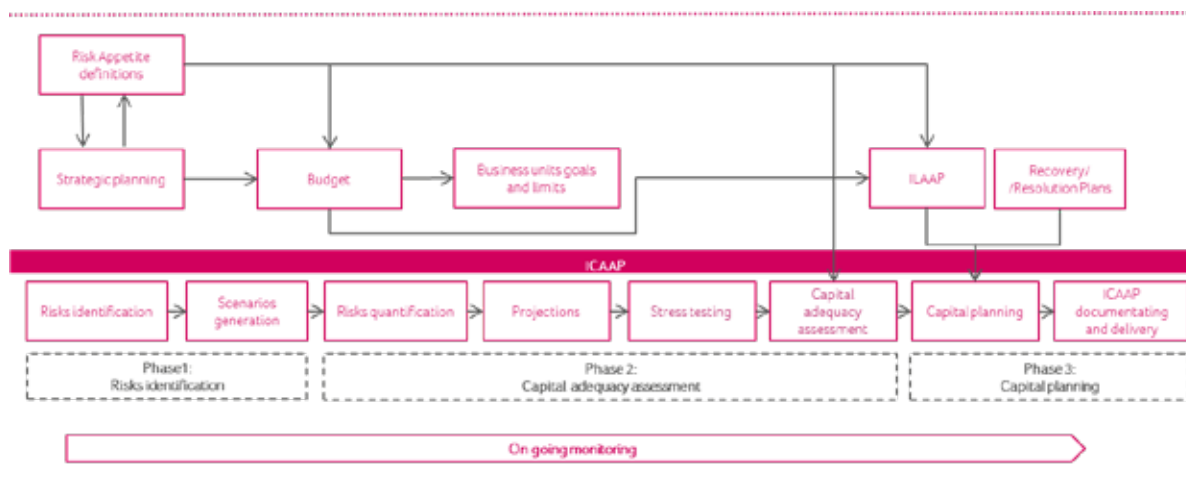 Risk Appetite
definitions
Strategic planning
Budget
Business units goals
and limits
ILAAP
Recovery/
/Resolution Plans
ICAAP
Risks identification
Scenarios
generation
Risks quantification
Projections
Stress testing
Capital
adequacy
assessment
Capital planning
ICAAP
documentating
and delivery
Phase1:
Risks identification
Phase 2:
Capital adequacy assessment
Phase 3:
Capital planning
On going monitoring